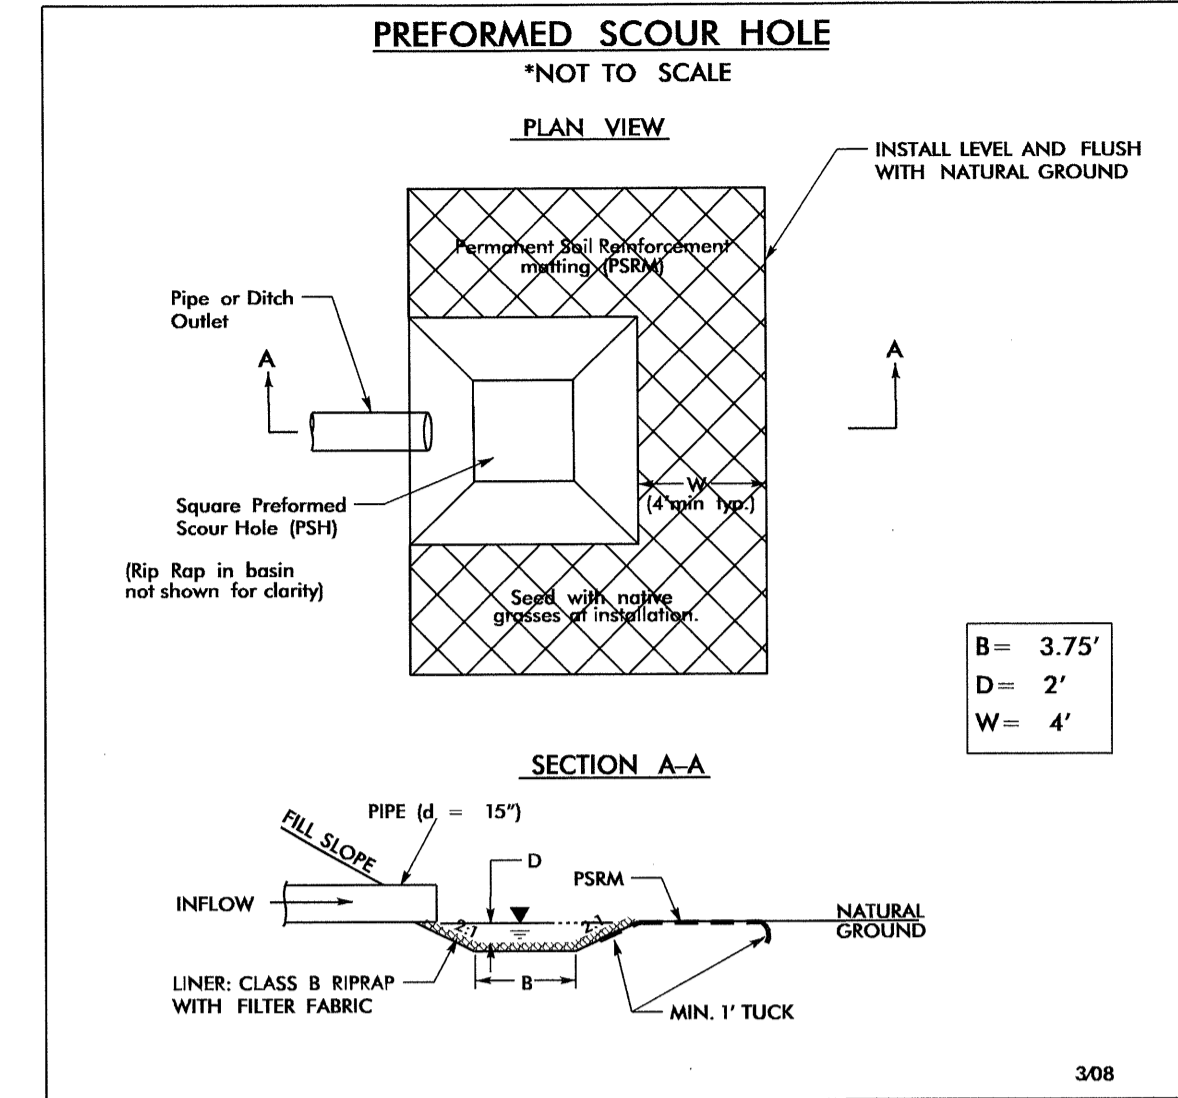 PREFORMED SCOUR HOLE
*NOT TO SCALE
PLAN VIEW
INSTALL LEVEL AND FLUSH
WITH NATURAL GROUND
Permanent Soil Reinforcement
matting (PSRM)
Pipe or Ditch
Outlet
A
A
W
(4'min typ.)
Square Preformed
Scour Hole (PSH)
(Rip Rap in basin
not shown for clarity)
Seed with native
grasses at installation.
B= 3.75'
D= 2'
W= 4'
SECTION A-A
PIPE (d = 15")
FILL SLOPE
D
PSRM
INFLOW
2:1
2:1
NATURAL
GROUND
B
LINER: CLASS B RIPRAP
WITH FILTER FABRIC
MIN. 1' TUCK
3/08